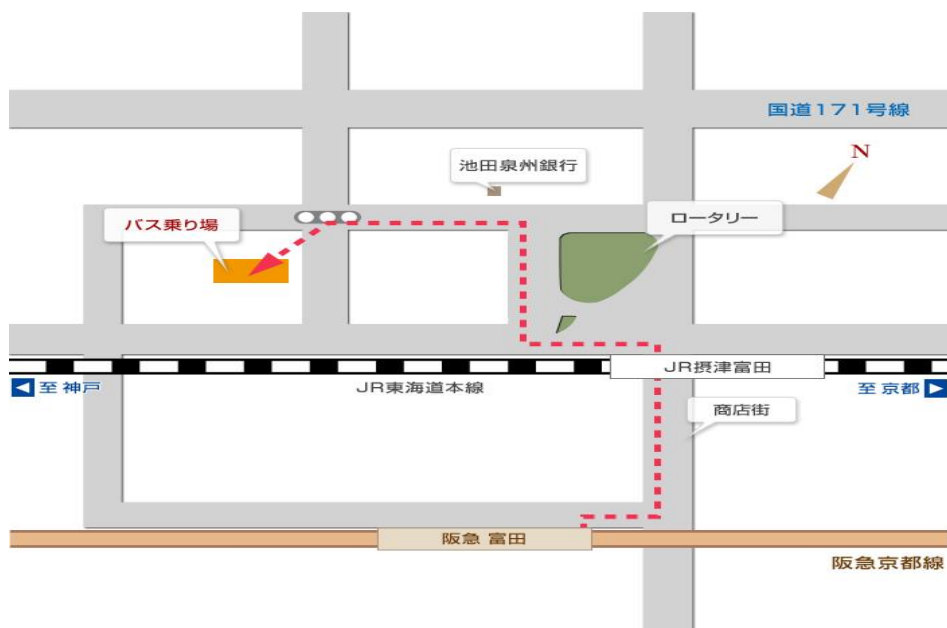 国道171号線
N
池田泉州銀行
バス乗り場
ロータリー
JR摂津富田
至 神戸
JR東海道本線
至 京都
商店街
阪急 富田
阪急京都線